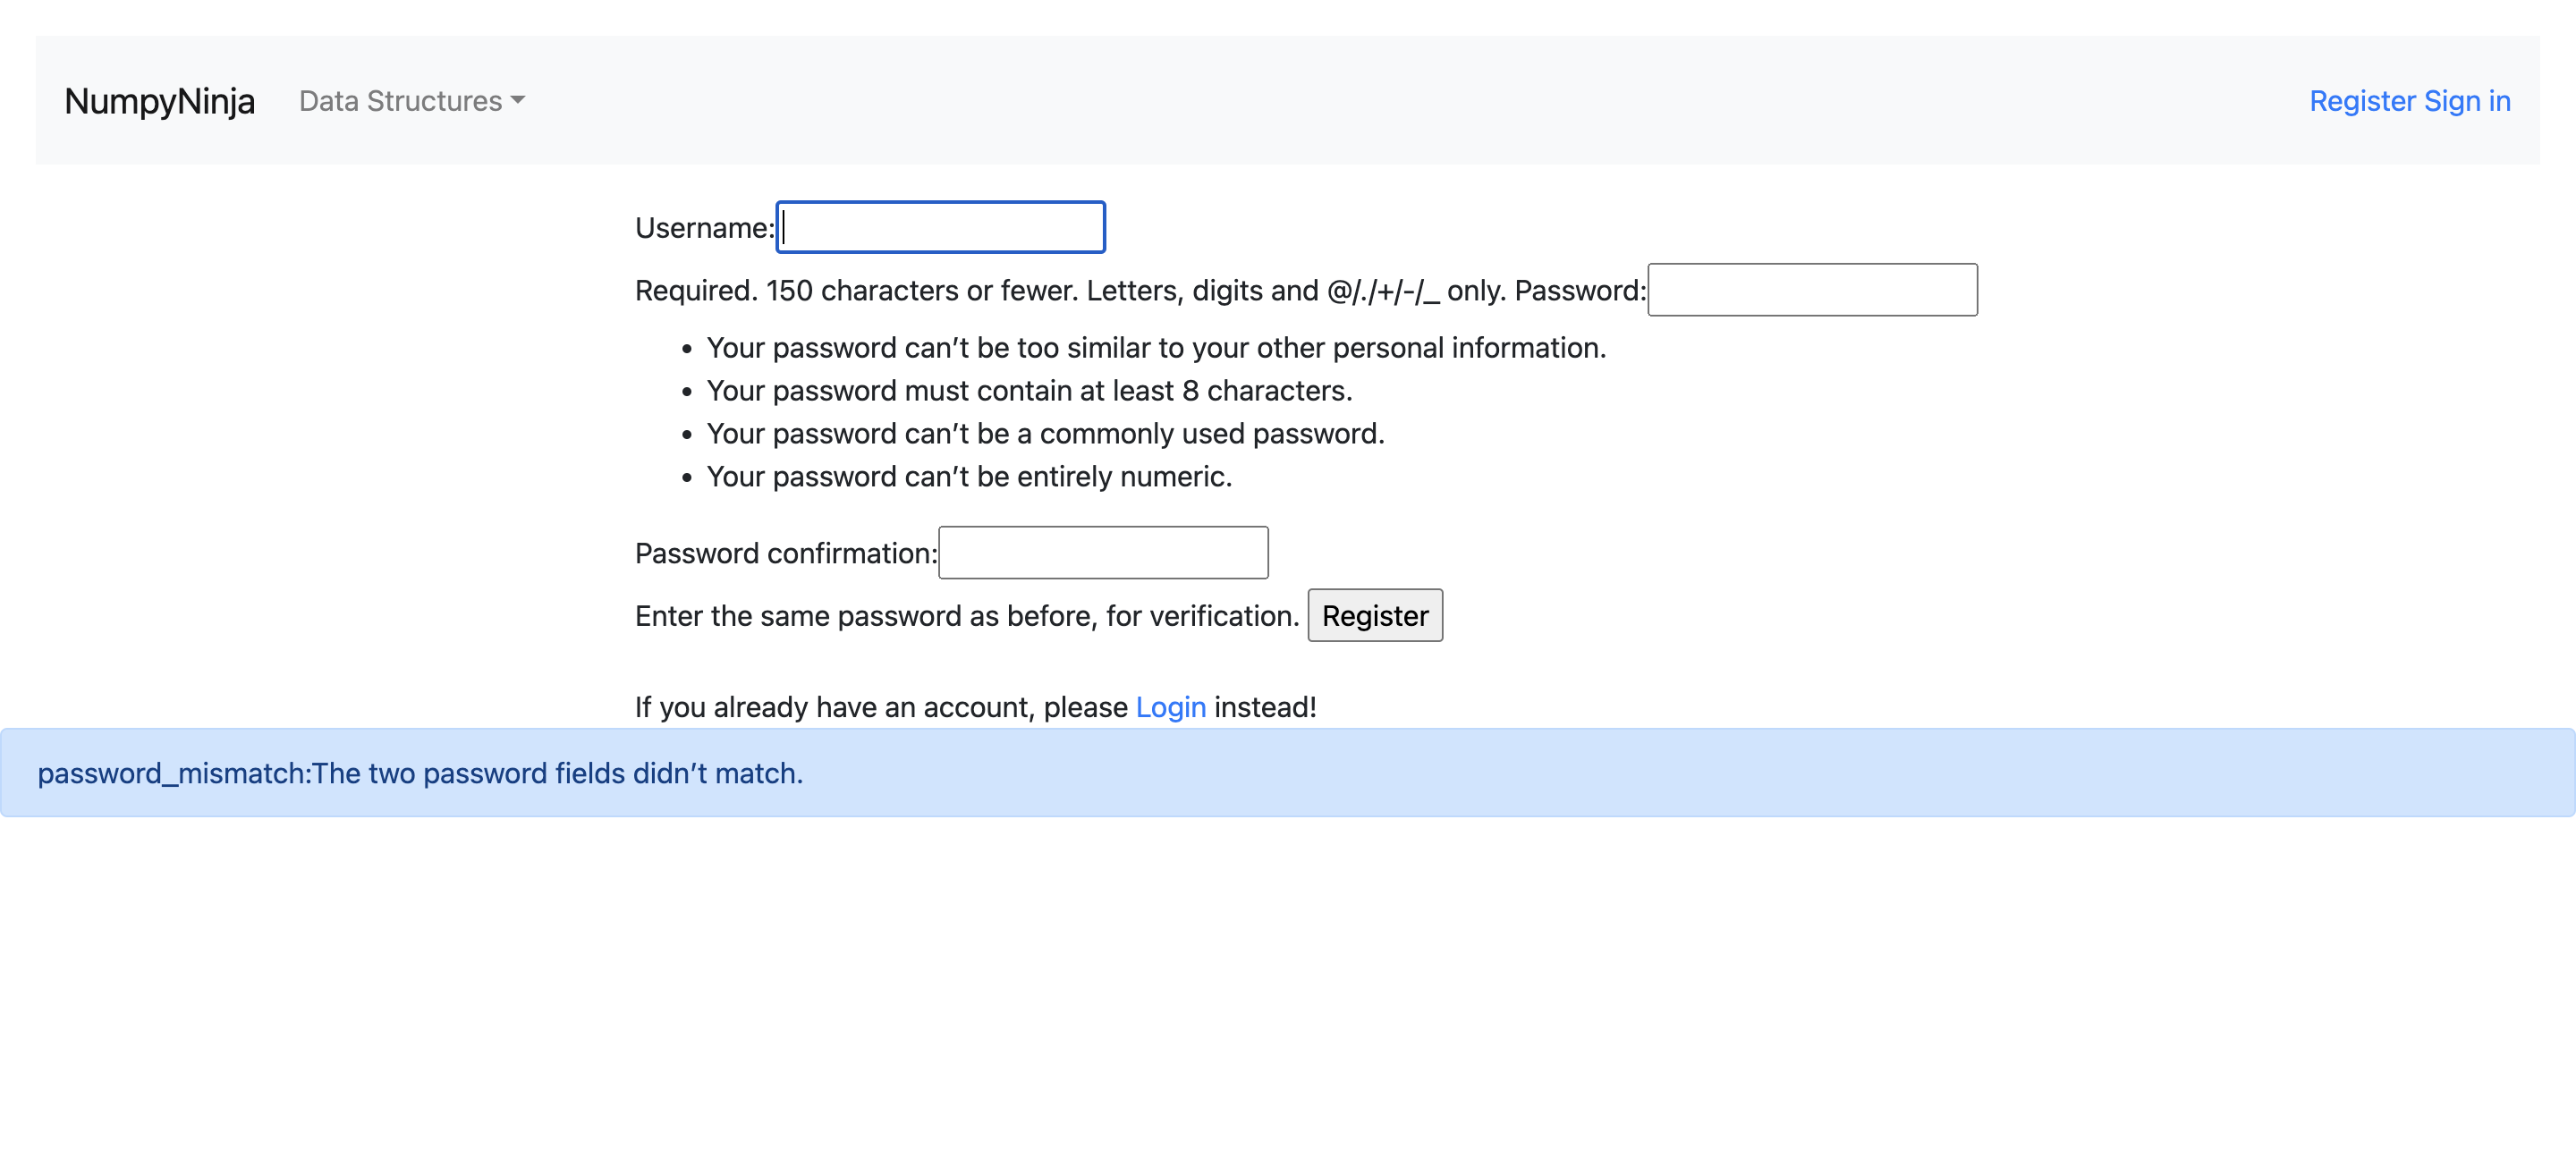 NumpyNinja Data Structures Register Sign in
Username:
Required. 150 characters or fewer. Letters, digits and @/./+/-/_ only. Password:
• Your password can’t be too similar to your other personal information.
• Your password must contain at least 8 characters.
• Your password can’t be a commonly used password.
• Your password can’t be entirely numeric.
Password confirmation:
Enter the same password as before, for verification. Register
If you already have an account, please Login instead!
password_mismatch:The two password fields didn’t match.